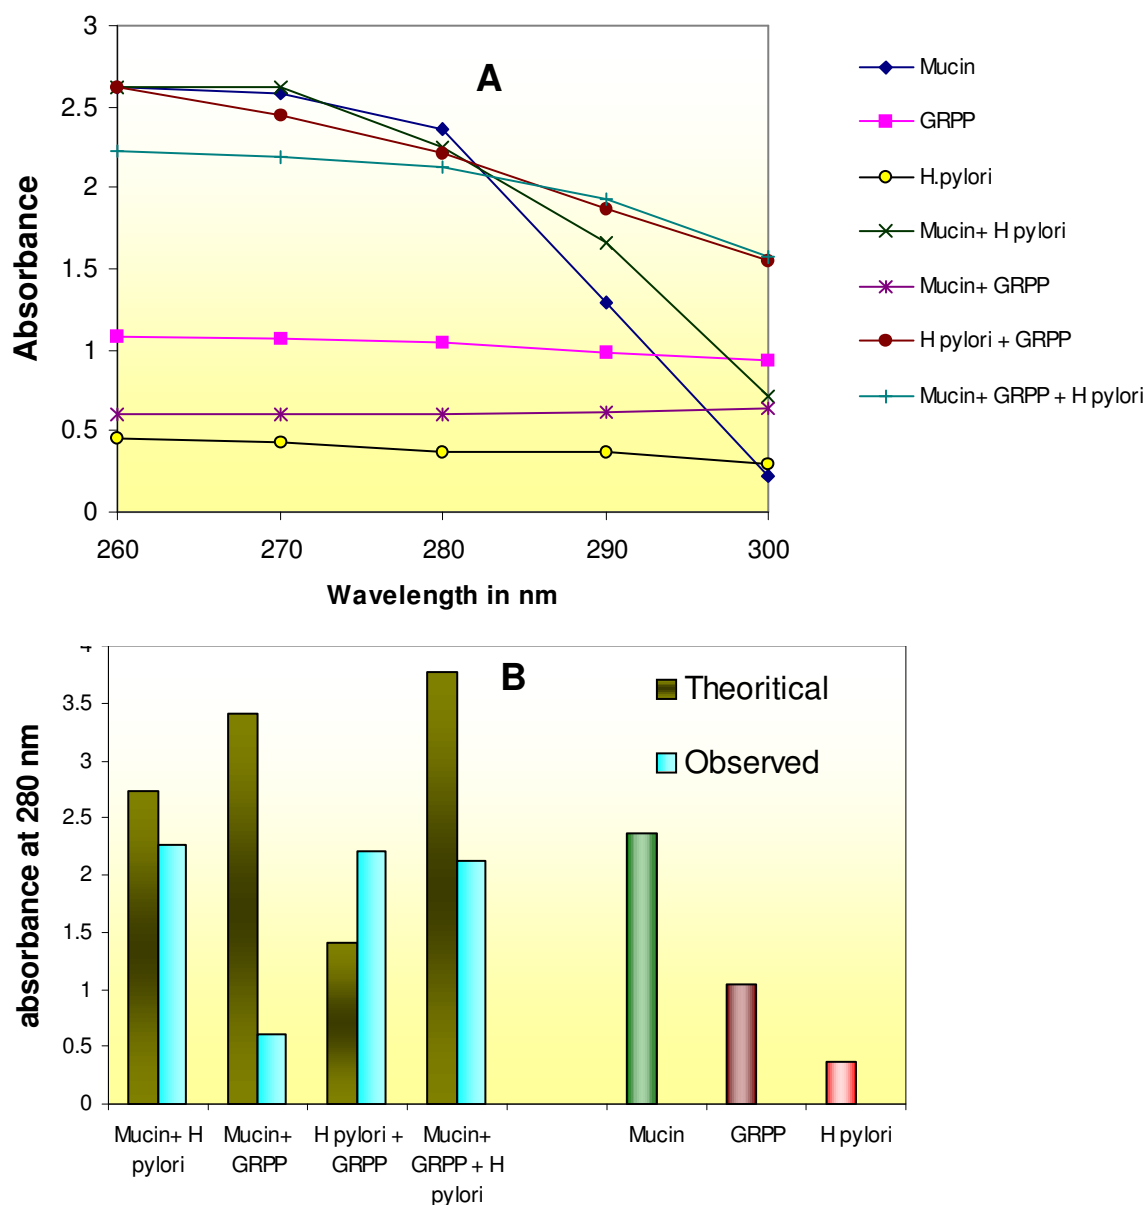 3
2.5
2
1.5
1
0.5
0
Absorbance
A
260
270
280
290
300
Wavelength in nm
Mucin
GRPP
H.pylori
Mucin+ H pylori
Mucin+ GRPP
H pylori + GRPP
Mucin+ GRPP + H pylori
4
3.5
3
2.5
2
1.5
1
0.5
0
absorbance at 280 nm
B
Theoritical
Observed
Mucin+ H
pylori
Mucin+
GRPP
H pylori +
GRPP
Mucin+
GRPP + H
pylori
Mucin
GRPP
H pylori